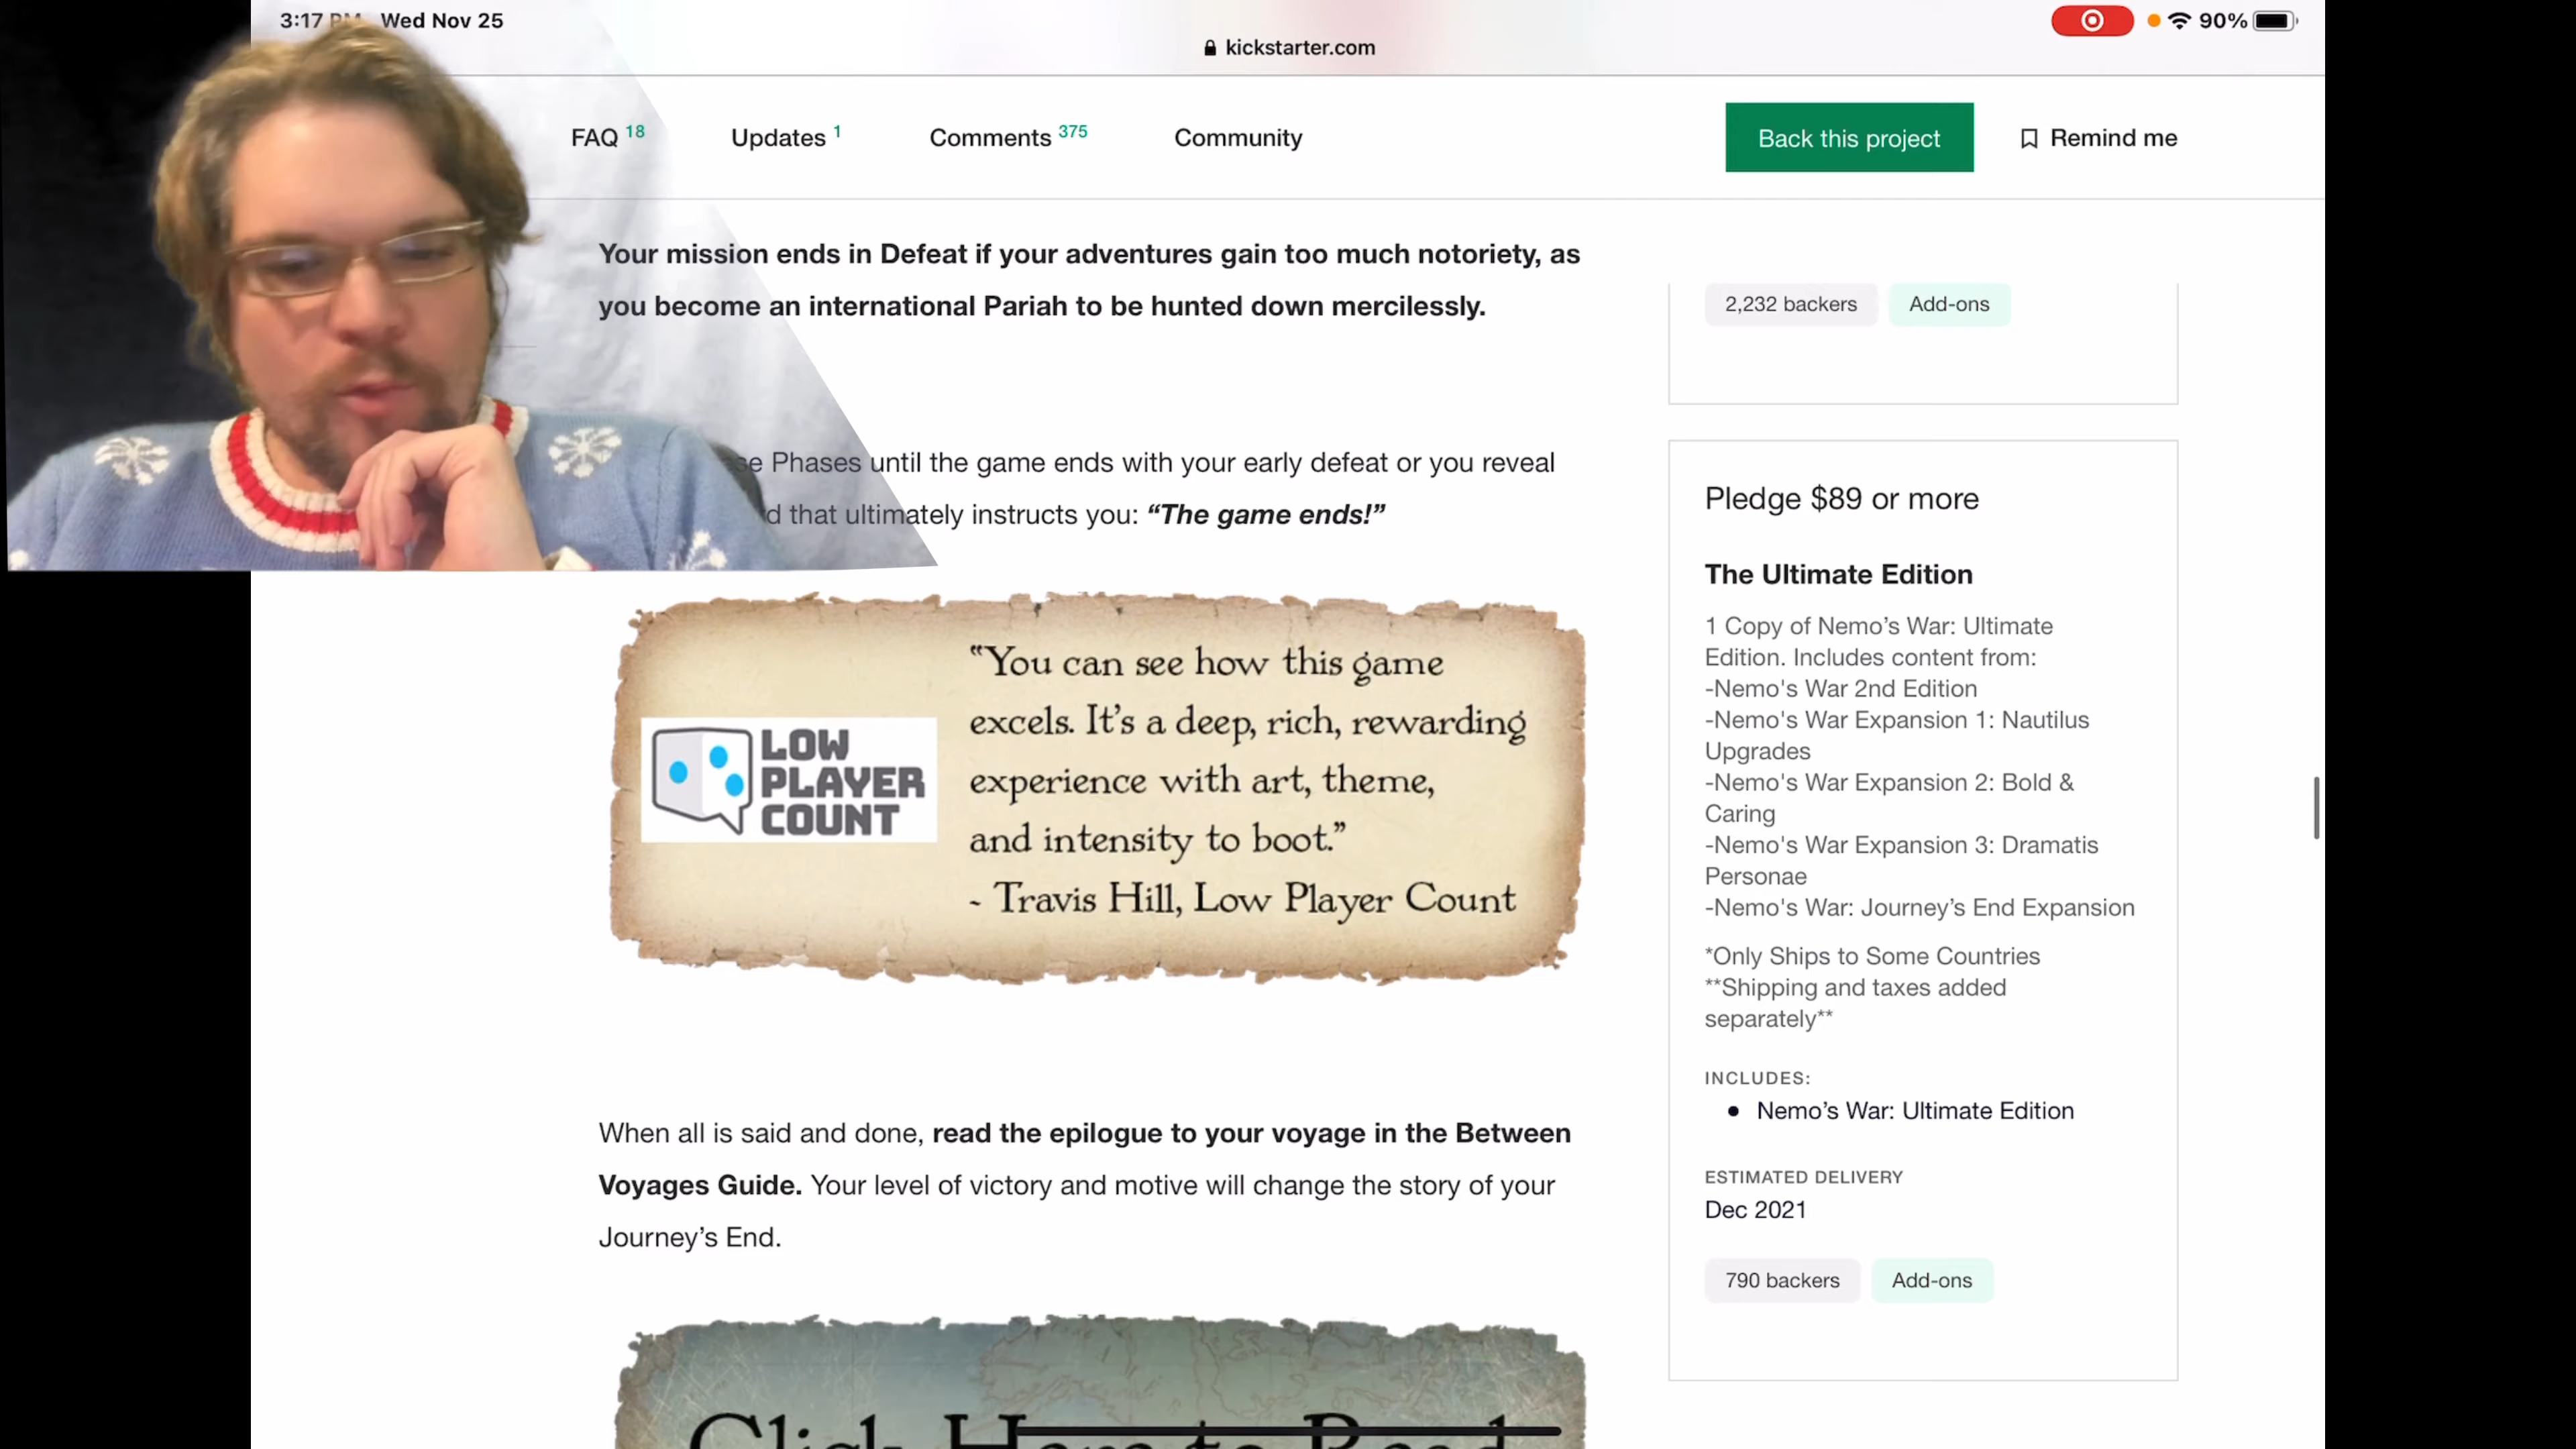 3:17 PM Wed Nov 25
90%
kickstarter.com
FAQ 18
Updates 1
Comments 375
Community
Back this project
Remind me
Your mission ends in Defeat if your adventures gain too much notoriety, as
you become an international Pariah to be hunted down mercilessly.
Phases until the game ends with your early defeat or you reveal
that ultimately instructs you: “The game ends!”
LOW
PLAYER
COUNT
“You can see how this game
excels. It’s a deep, rich, rewarding
experience with art, theme,
and intensity to boot.”
~ Travis Hill, Low Player Count
When all is said and done, read the epilogue to your voyage in the Between
Voyages Guide. Your level of victory and motive will change the story of your
Journey’s End.
Click Here to Read
2,232 backers
Add-ons
Pledge $89 or more
The Ultimate Edition
1 Copy of Nemo’s War: Ultimate
Edition. Includes content from:
-Nemo's War 2nd Edition
-Nemo's War Expansion 1: Nautilus
Upgrades
-Nemo's War Expansion 2: Bold &
Caring
-Nemo's War Expansion 3: Dramatis
Personae
-Nemo's War: Journey’s End Expansion
*Only Ships to Some Countries
**Shipping and taxes added
separately**
INCLUDES:
Nemo’s War: Ultimate Edition
ESTIMATED DELIVERY
Dec 2021
790 backers
Add-ons